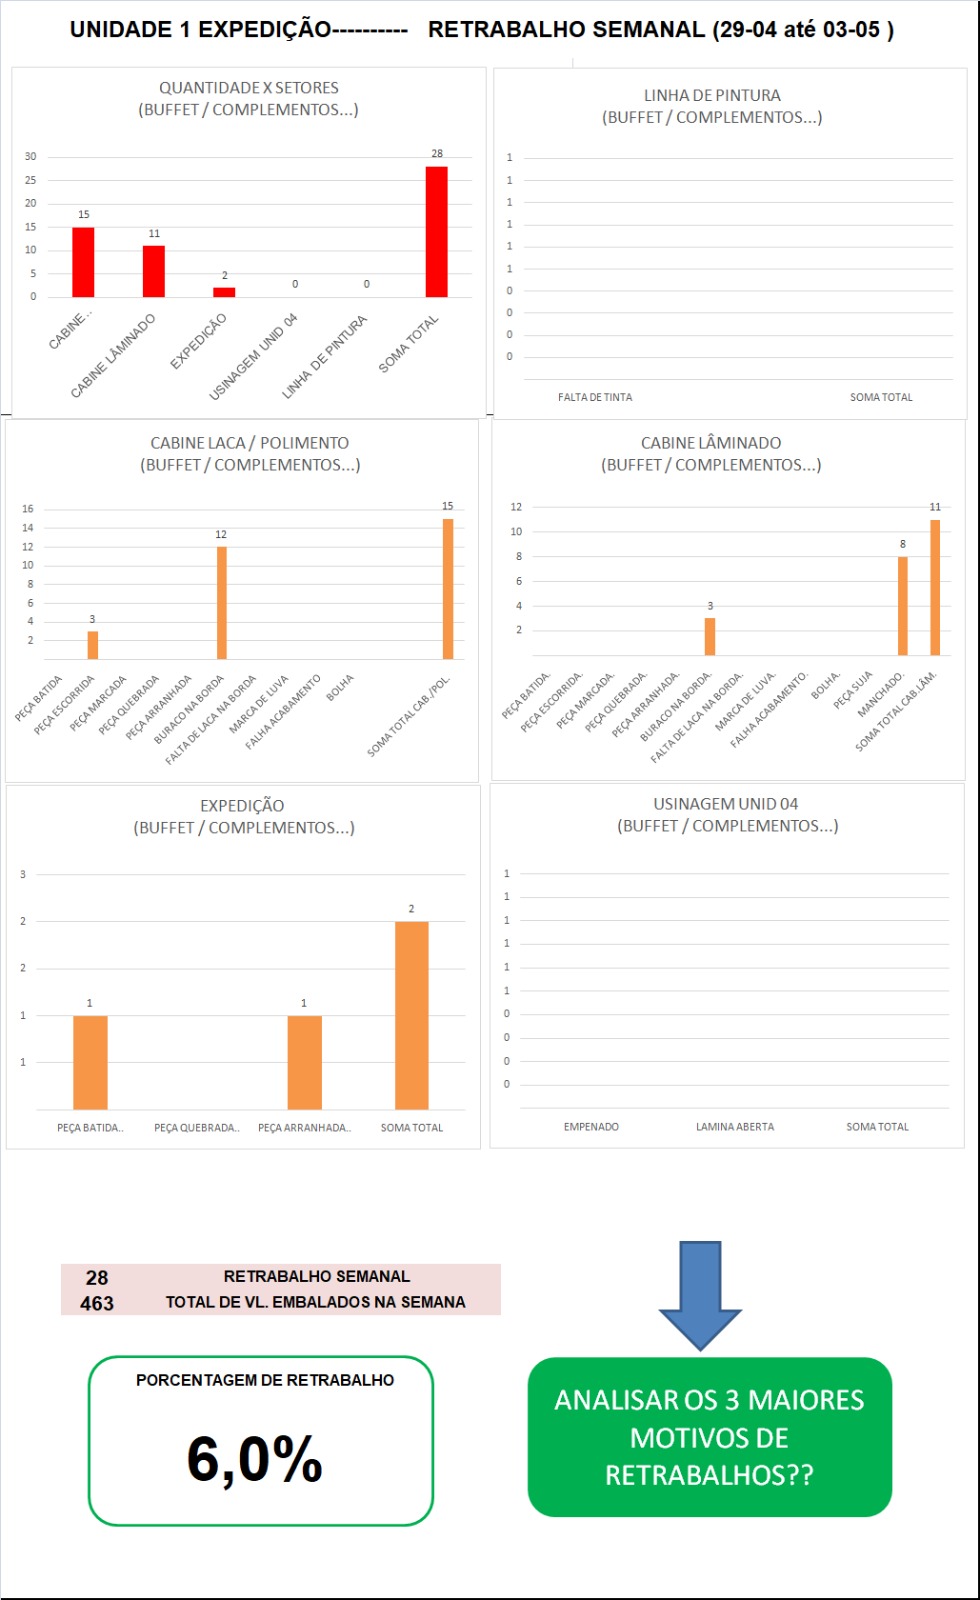 UNIDADE 1 EXPEDIÇÃO---------- RETRABALHO SEMANAL (29-04 até 03-05 )
QUANTIDADE X SETORES
(BUFFET / COMPLEMENTOS...)
30
25
20
15
10
5
0
15
11
2
0
0
28
CABINE..
CABINE LÂMINADO
EXPEDIÇÃO
USINAGEM UNID 04
LINHA DE PINTURA
SOMA TOTAL
LINHA DE PINTURA
(BUFFET / COMPLEMENTOS...)
1
1
1
1
1
1
0
0
0
0
FALTA DE TINTA
SOMA TOTAL
CABINE LACA / POLIMENTO
(BUFFET / COMPLEMENTOS...)
16
14
12
10
8
6
4
2
3
12
15
PEÇA BATIDA
PEÇA ESCORRIDA
PEÇA MARCADA
PEÇA QUEBRADA
PEÇA ARRANHADA
BURACO NA BORDA
FALTA DE LACA NA BORDA
MARCA DE LUVA
FALHA ACABAMENTO
BOLHA
SOMA TOTAL CAB./POL.
CABINE LÂMINADO
(BUFFET / COMPLEMENTOS...)
12
10
8
6
4
2
3
8
11
PEÇA BATIDA.
PEÇA ESCORRIDA.
PEÇA MARCADA.
PEÇA QUEBRADA.
PEÇA ARRANHADA.
BURACO NA BORDA.
FALTA DE LACA NA BORDA.
MARCA DE LUVA.
FALHA ACABAMENTO.
BOLHA.
PEÇA SUJA
MANCHADO.
SOMA TOTAL CAB.LÂM.
EXPEDIÇÃO
(BUFFET / COMPLEMENTOS...)
3
2
2
1
1
1
1
2
PEÇA BATIDA..
PEÇA QUEBRADA..
PEÇA ARRANHADA..
SOMA TOTAL
USINAGEM UNID 04
(BUFFET / COMPLEMENTOS...)
1
1
1
1
1
1
0
0
0
0
EMPENADO
LAMINA ABERTA
SOMA TOTAL
28 RETRABALHO SEMANAL
463 TOTAL DE VL. EMBALADOS NA SEMANA
PORCENTAGEM DE RETRABALHO
6,0%
ANALISAR OS 3 MAIORES
MOTIVOS DE
RETRABALHOS??